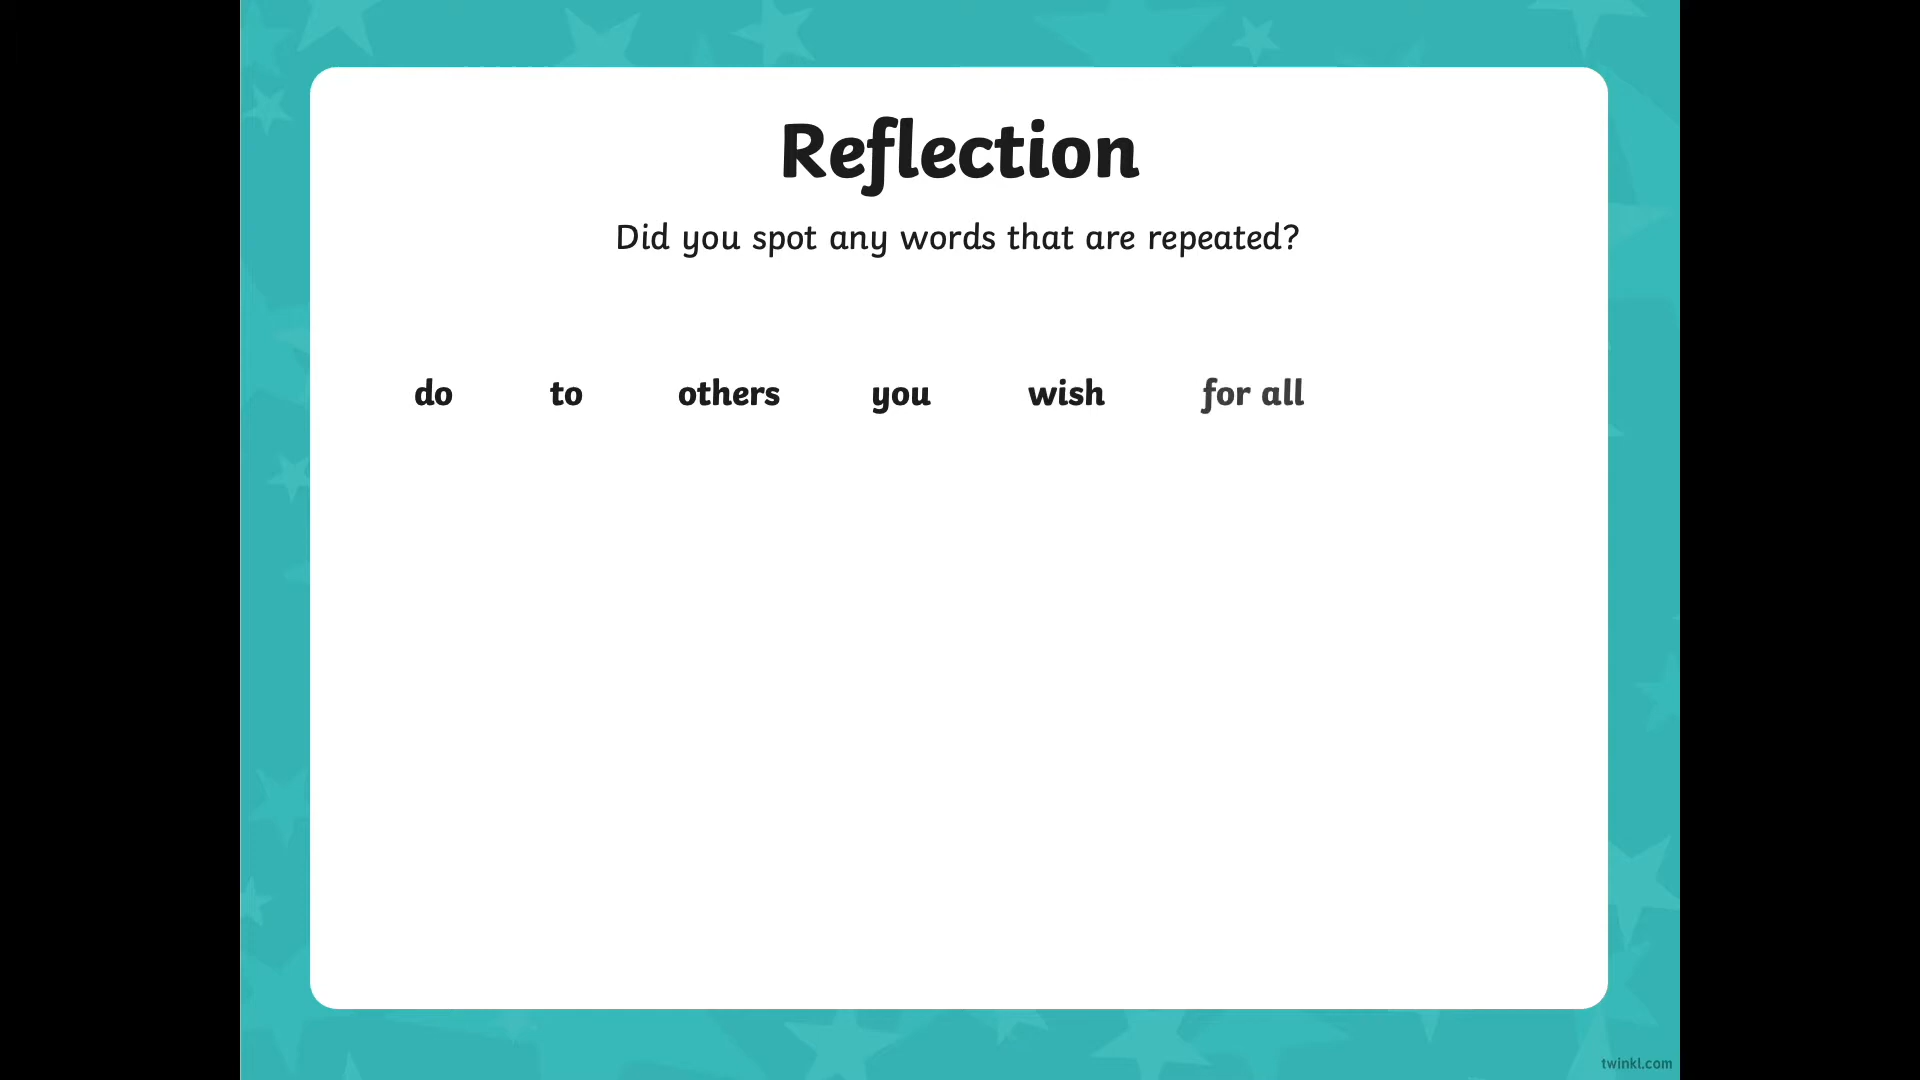 Reflection
Did you spot any words that are repeated?
do to others you wish for all
twinkl.com